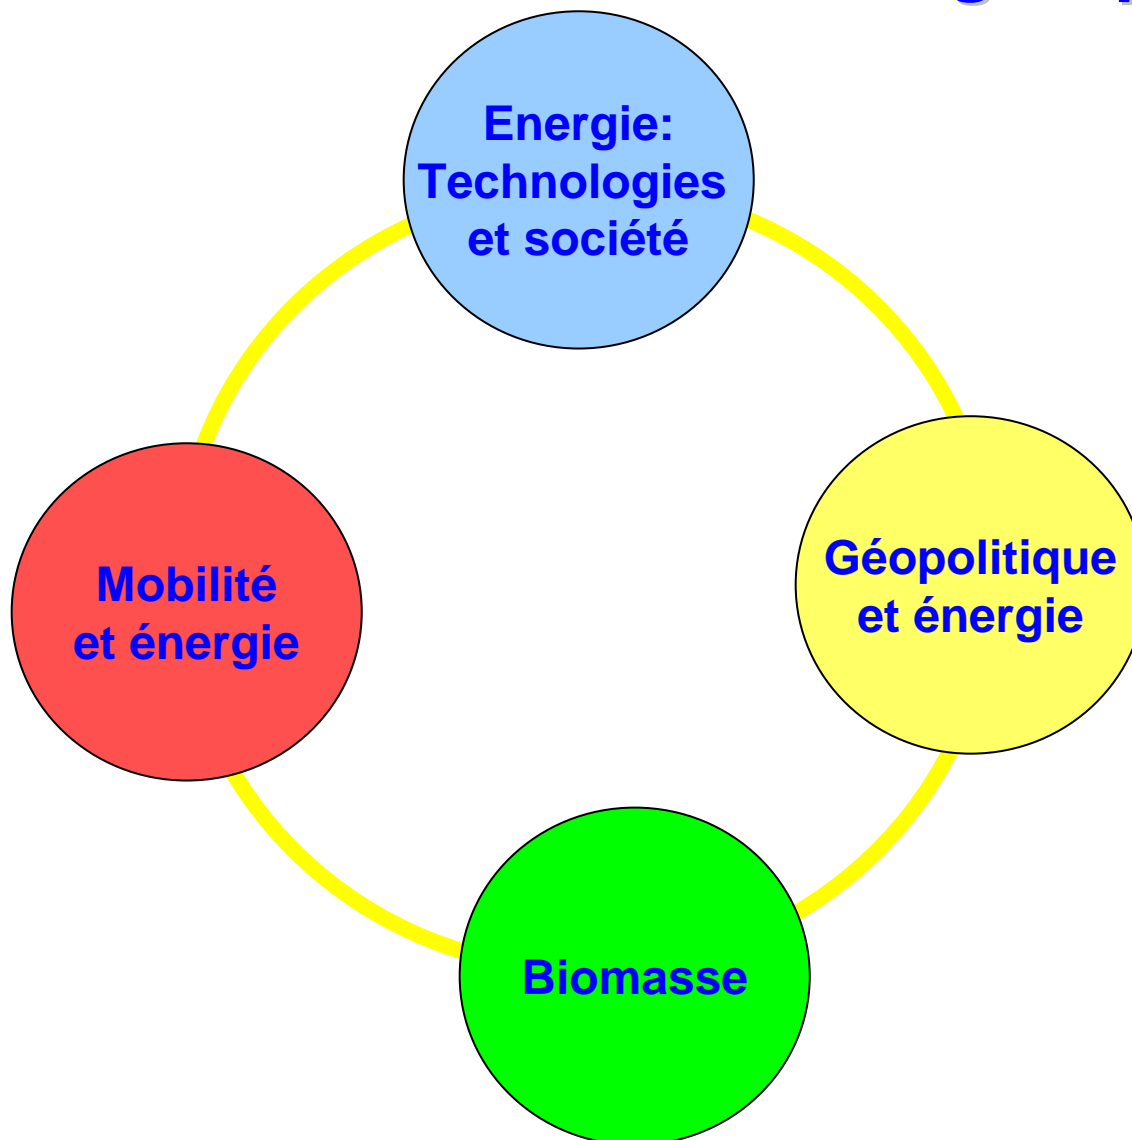 Energie:
Technologies
et société
Géopolitique
et énergie
Mobilité
et énergie
Biomasse